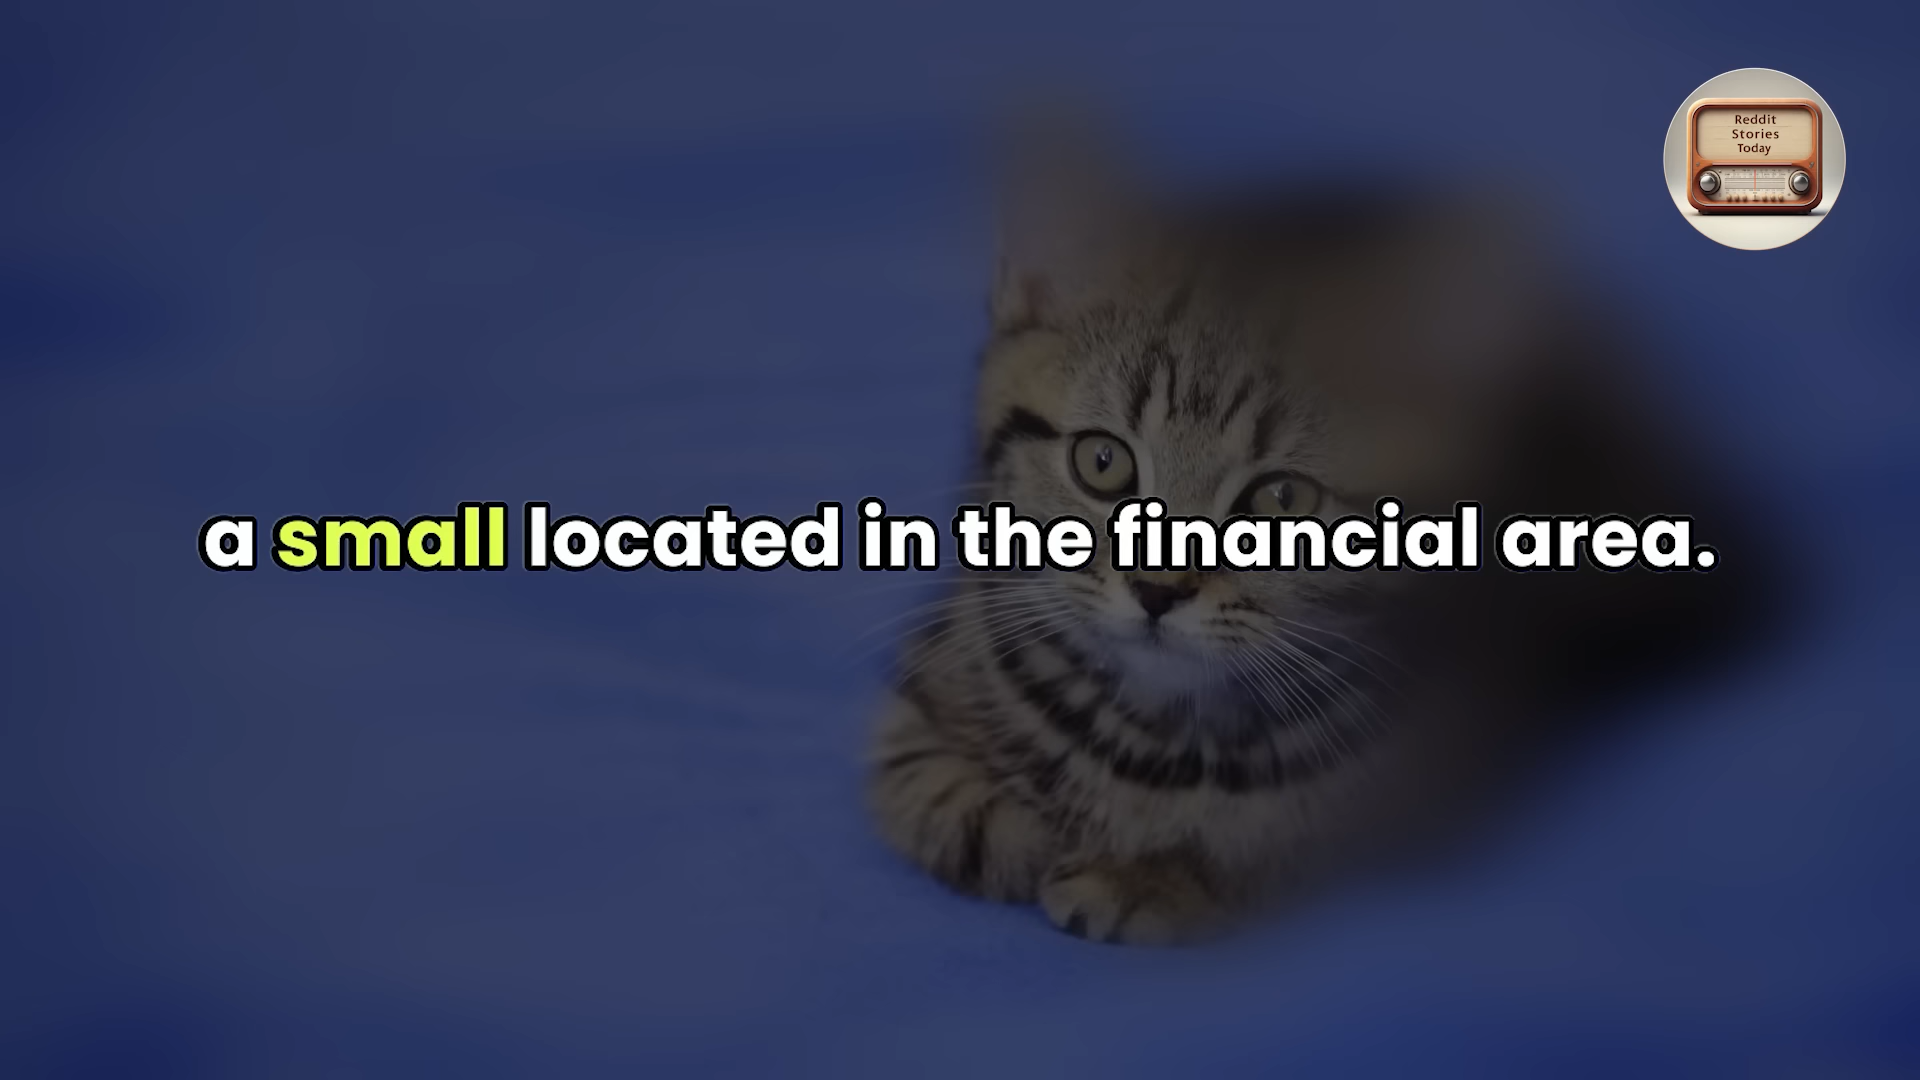 Reddit
Stories
Today
a small located in the financial area.